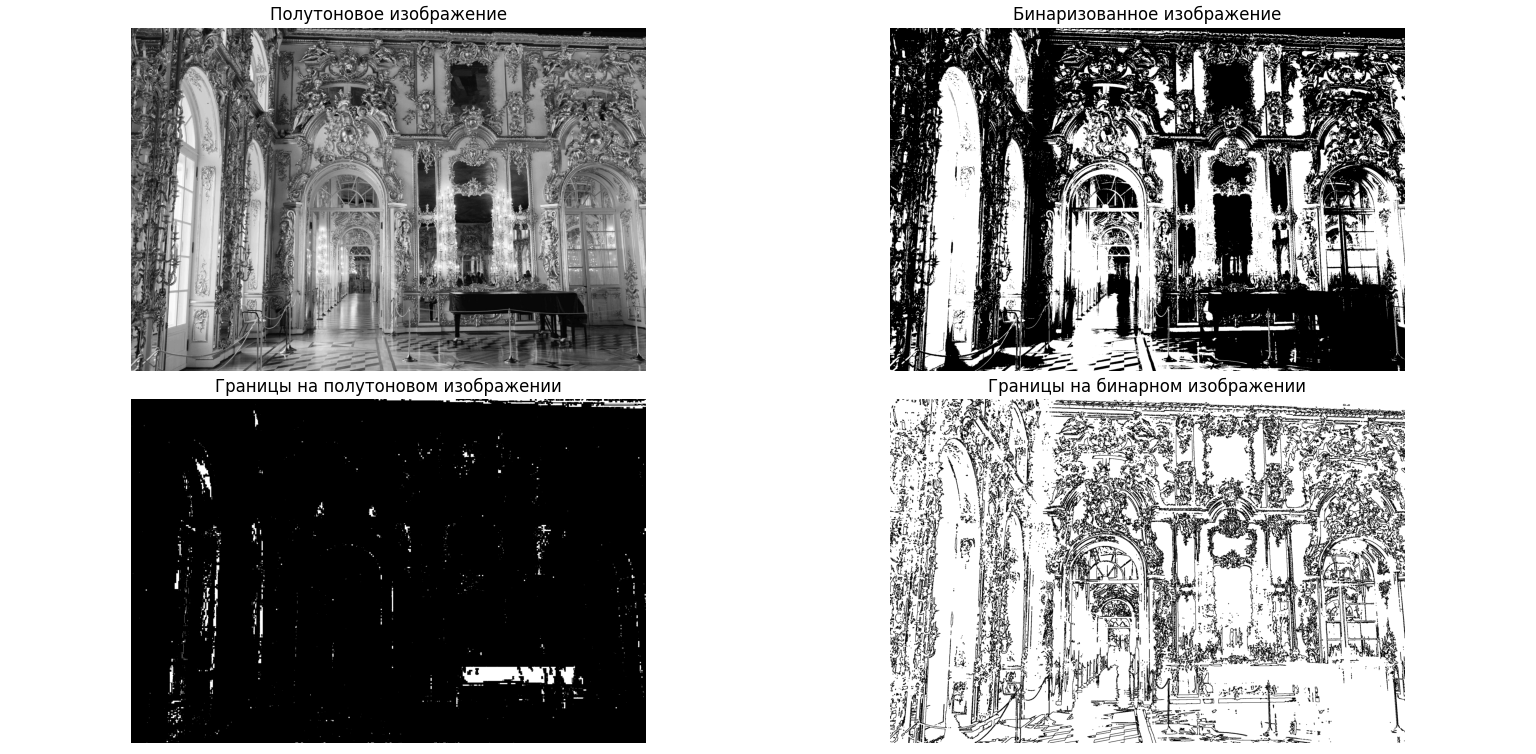 Полутоновое изображение
Бинаризованное изображение
Границы на полутоновом изображении
Границы на бинарном изображении